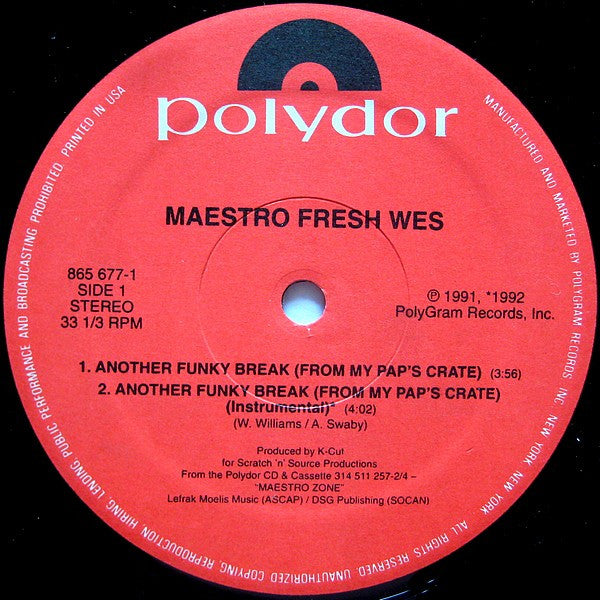 polydor
MAESTRO FRESH WES
865 677-1
SIDE 1
STEREO
33 1/3 RPM
℗ 1991, *1992
PolyGram Records, Inc.
1. ANOTHER FUNKY BREAK (FROM MY PAP'S CRATE) (3:56)
2. ANOTHER FUNKY BREAK (FROM MY PAP'S CRATE)
(Instrumental)* (4:02)
(W. Williams / A. Swaby)
Produced by K-Cut
for Scratch 'n' Source Productions
From the Polydor CD & Cassette 314 511 257-2/4 –
"MAESTRO ZONE"
Lefrak Moelis Music (ASCAP) / DSG Publishing (SOCAN)
MANUFACTURED AND MARKETED BY POLYGRAM RECORDS, INC. NEW YORK, NEW YORK. ALL RIGHTS RESERVED. UNAUTHORIZED COPYING, REPRODUCTION, HIRING, LENDING, PUBLIC PERFORMANCE AND BROADCASTING PROHIBITED. PRINTED IN USA